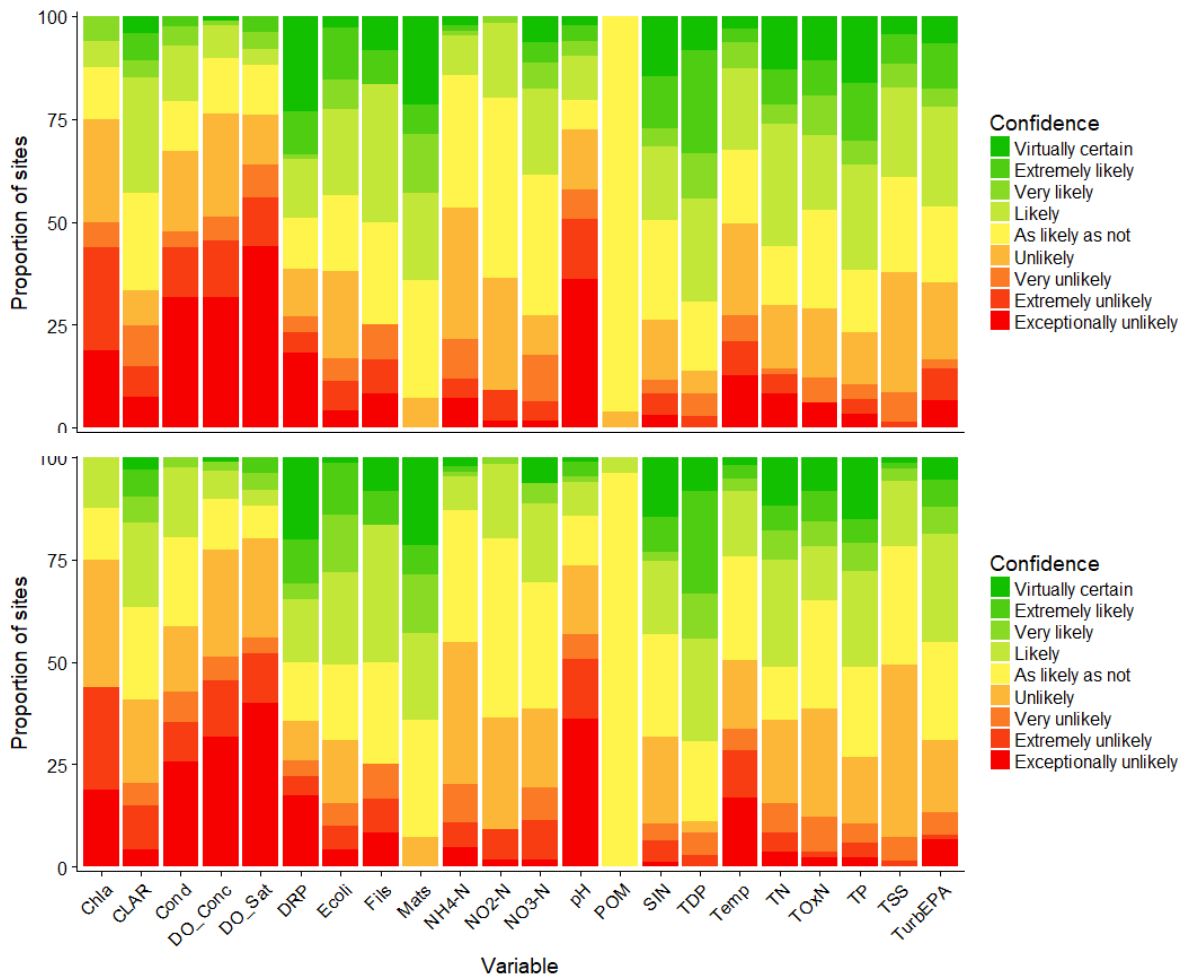 100
75
50
25
0
Proportion of sites
Confidence
Virtually certain
Extremely likely
Very likely
Likely
As likely as not
Unlikely
Very unlikely
Extremely unlikely
Exceptionally unlikely
100
75
50
25
0
Proportion of sites
Confidence
Virtually certain
Extremely likely
Very likely
Likely
As likely as not
Unlikely
Very unlikely
Extremely unlikely
Exceptionally unlikely
Chla
CLAR
Cond
DO_Conc
DO_Sat
DRP
Ecoli
Fils
Mats
NH4-N
NO2-N
NO3-N
pH
POM
SIN
TDP
Temp
TN
TOxN
TP
TSS
TurbEPA
Variable